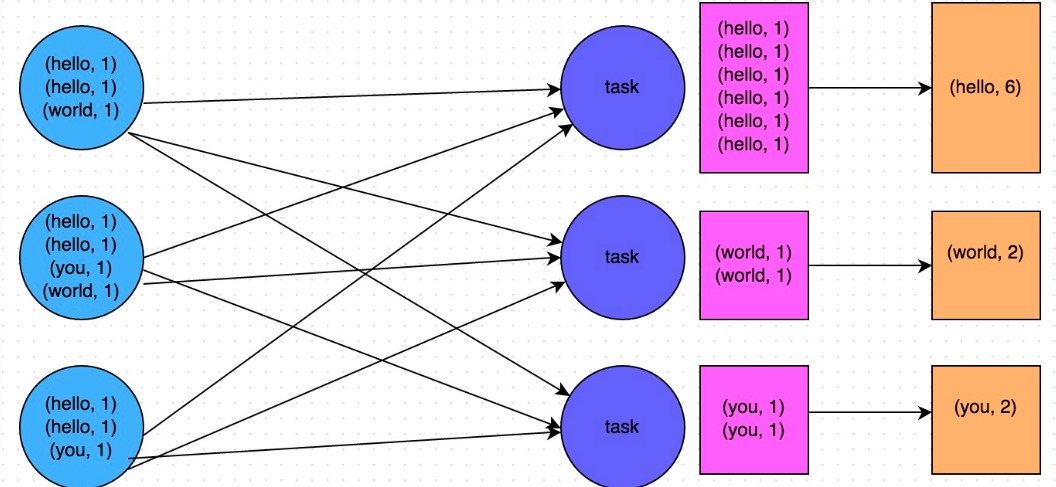 (hello, 1)
(hello, 1)
(world, 1)
task
(hello, 1)
(hello, 1)
(hello, 1)
(hello, 1)
(hello, 1)
(hello, 1)
(hello, 6)
(hello, 1)
(hello, 1)
(you, 1)
(world, 1)
task
(world, 1)
(world, 1)
(world, 2)
(hello, 1)
(hello, 1)
(you, 1)
task
(you, 1)
(you, 1)
(you, 2)